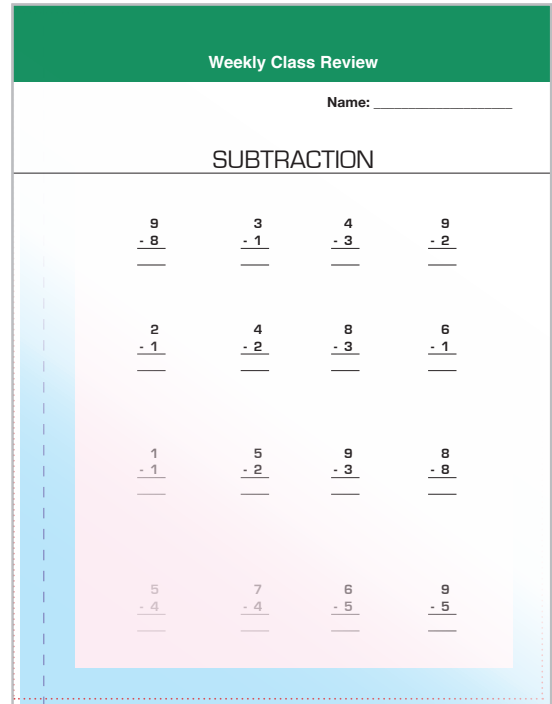 Weekly Class Review
Name: ____________________
SUBTRACTION
9 3 4 9
- 8 - 1 - 3 - 2
2 4 8 6
- 1 - 2 - 3 - 1
1 5 9 8
- 1 - 2 - 3 - 8
5 7 6 9
- 4 - 4 - 5 - 5